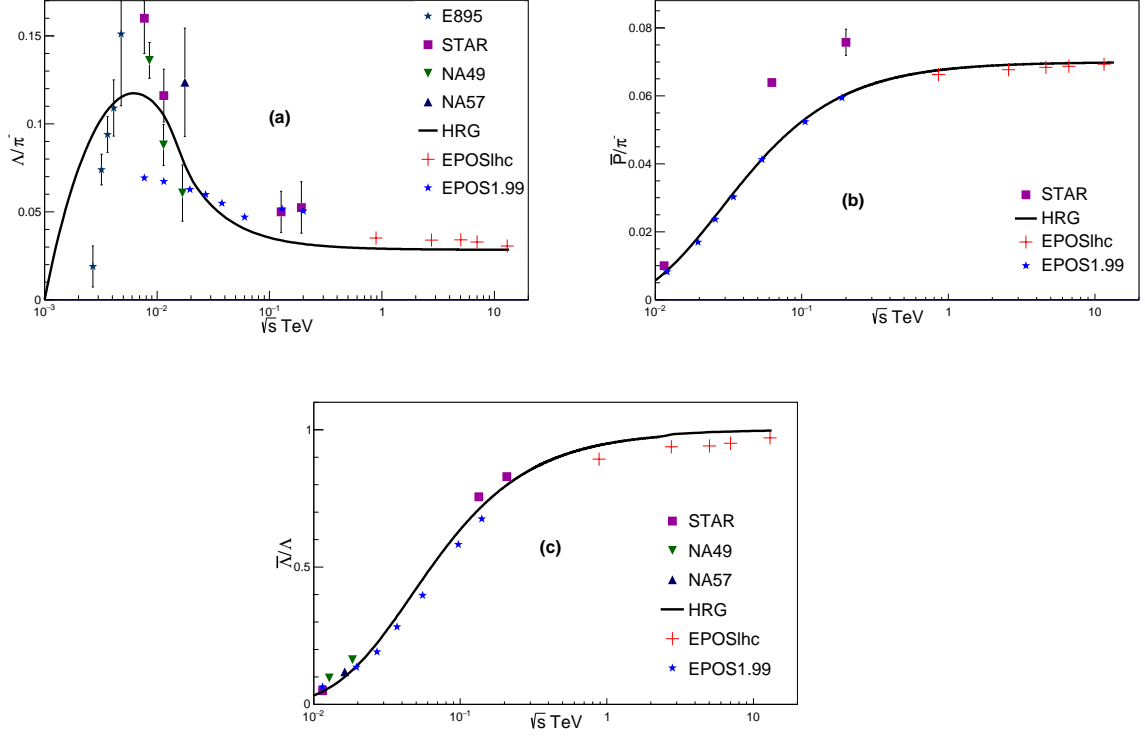 E895
STAR
NA49
NA57
HRG
EPOSlhc
EPOS1.99
(a)
Λ/π⁻
0.15
0.1
0.05
0
10⁻³ 10⁻² 10⁻¹ 1 10
√s TeV
P̅/π⁻
0.08
0.06
0.04
0.02
0
(b)
STAR
HRG
EPOSlhc
EPOS1.99
10⁻² 10⁻¹ 1 10
√s TeV
Λ̅/Λ
1
0.5
0
(c)
STAR
NA49
NA57
HRG
EPOSlhc
EPOS1.99
10⁻² 10⁻¹ 1 10
√s TeV